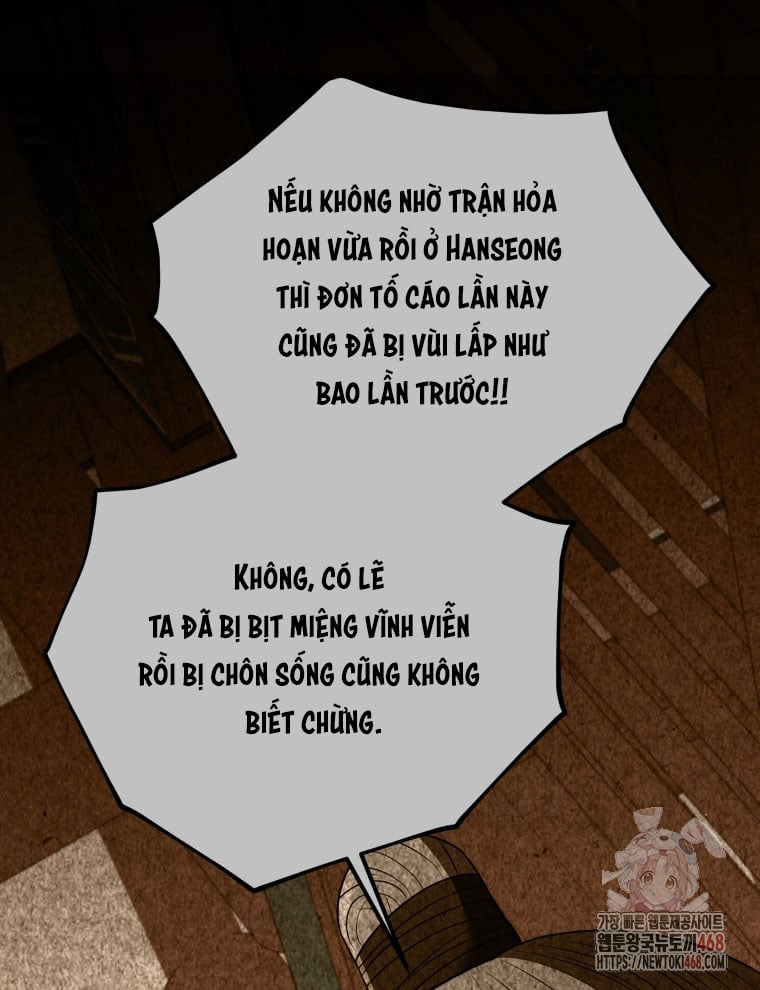 NẾU KHÔNG NHỜ TRẬN HỎA
HOẠN VỪA RỒI Ở HANSEONG
THÌ ĐƠN TỐ CÁO LẦN NÀY
CŨNG ĐÃ BỊ VÙI LẤP NHƯ
BAO LẦN TRƯỚC!!
KHÔNG, CÓ LẼ
TA ĐÃ BỊ BỊT MIỆNG VĨNH VIỄN
RỒI BỊ CHÔN SỐNG CŨNG KHÔNG
BIẾT CHỪNG.
가장 빠른 웹툰제공사이트
웹툰왕국뉴토끼468
HTTPS://NEWTOKI468.COM